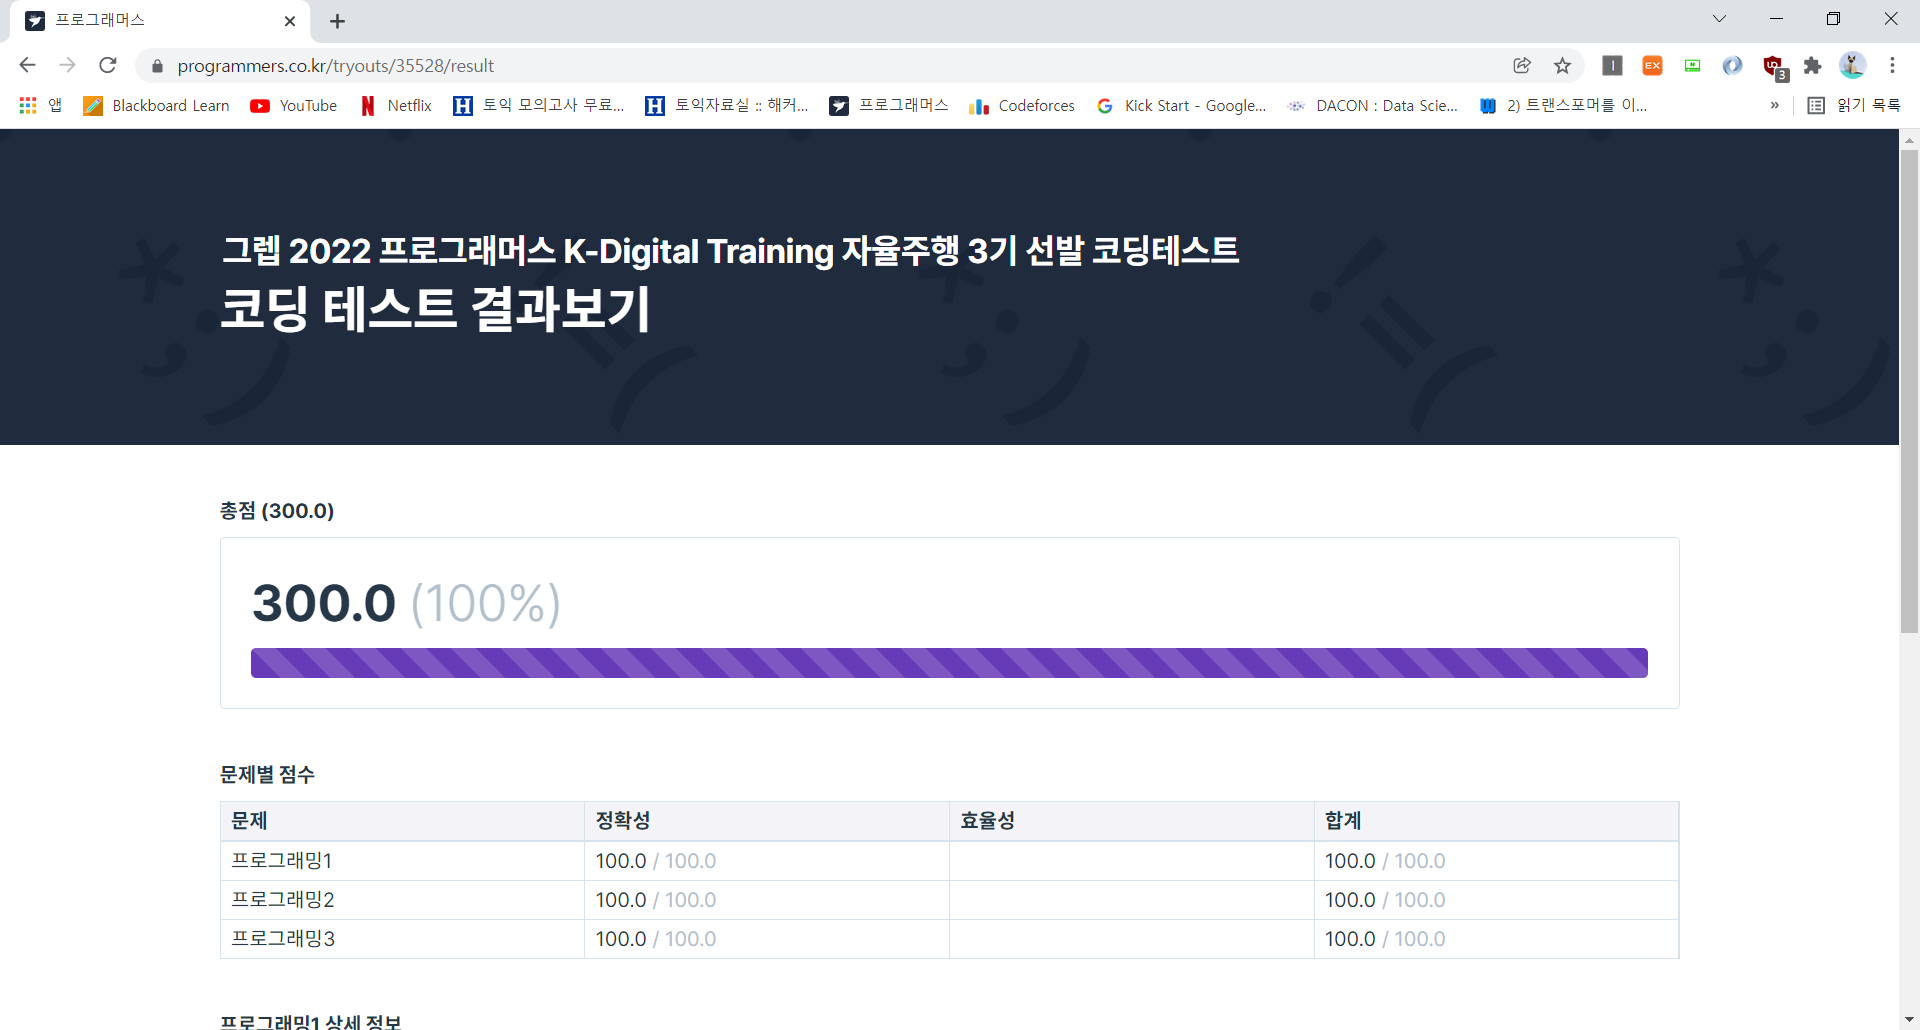 프로그래머스
programmers.co.kr/tryouts/35528/result
EX
3
앱 Blackboard Learn YouTube Netflix 토익 모의고사 무료... 토익자료실 :: 해커... 프로그래머스 Codeforces Kick Start - Google... DACON : Data Scie... 2) 트랜스포머를 이... » 읽기 목록
그렙 2022 프로그래머스 K-Digital Training 자율주행 3기 선발 코딩테스트
코딩 테스트 결과보기
총점 (300.0)
300.0 (100%)
문제별 점수
문제 정확성 효율성 합계
프로그래밍1 100.0 / 100.0 100.0 / 100.0
프로그래밍2 100.0 / 100.0 100.0 / 100.0
프로그래밍3 100.0 / 100.0 100.0 / 100.0
프로그래밍1 상세 정보